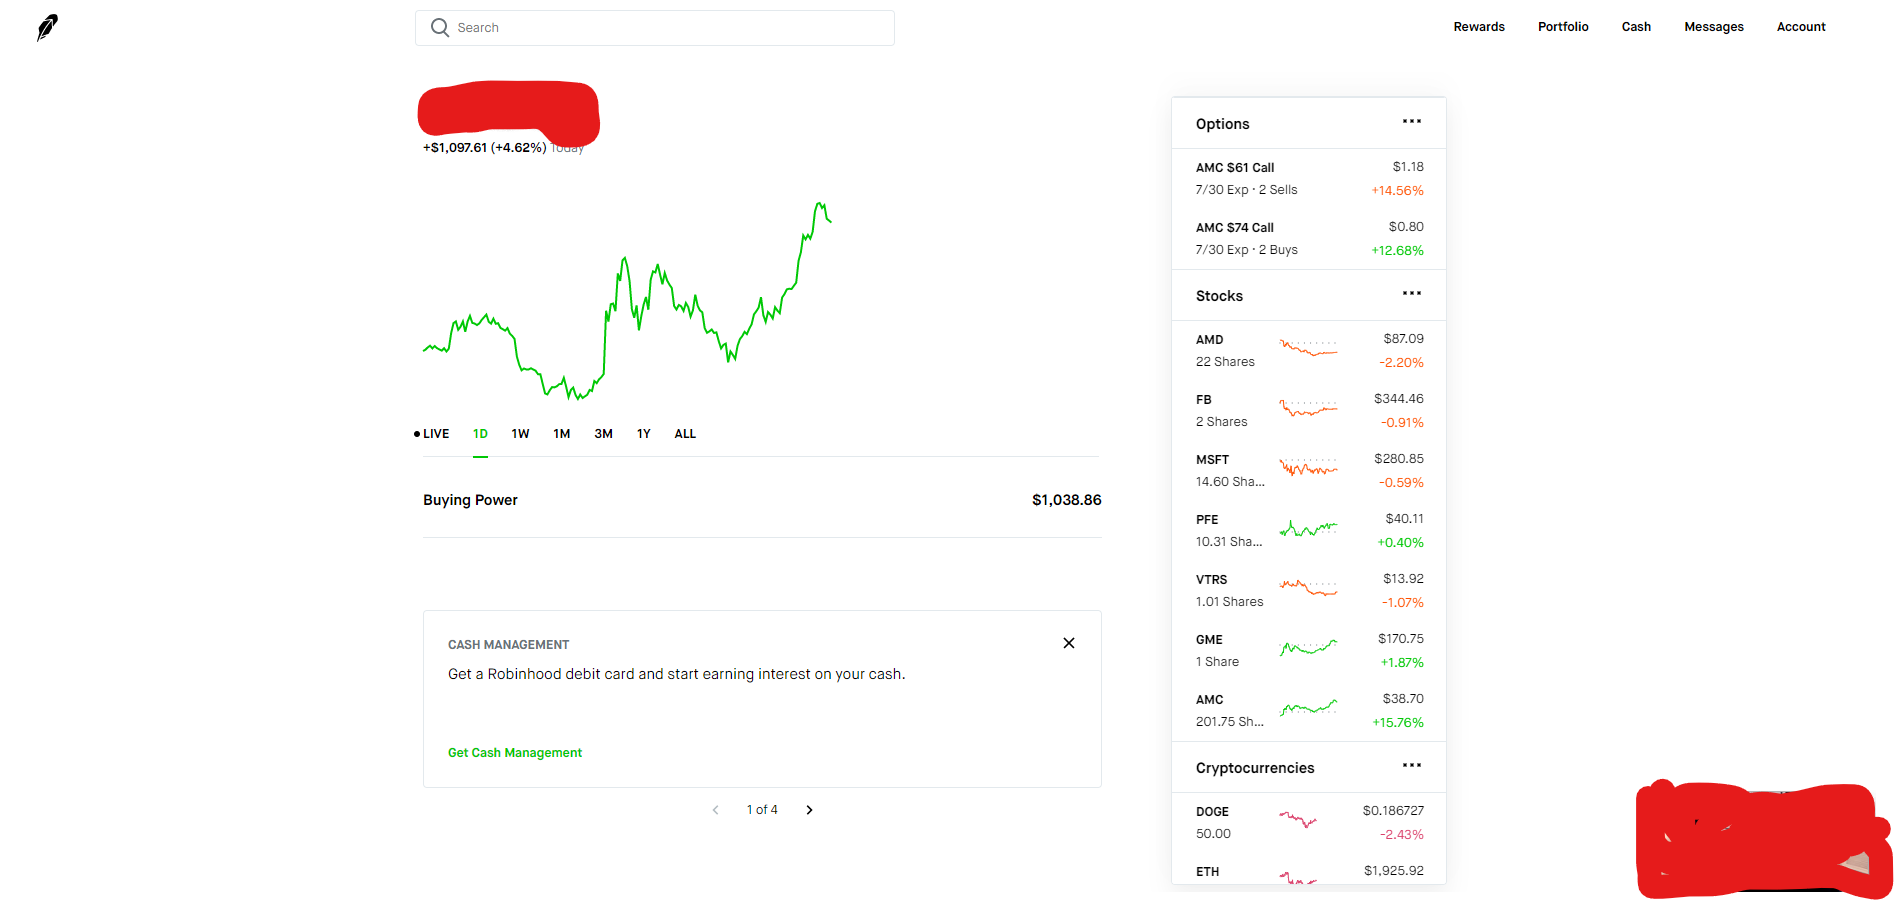 Search
Rewards
Portfolio
Cash
Messages
Account
+$1,097.61 (+4.62%) Today
LIVE
1D
1W
1M
3M
1Y
ALL
Buying Power
$1,038.86
CASH MANAGEMENT
Get a Robinhood debit card and start earning interest on your cash.
Get Cash Management
1 of 4
Options
AMC $61 Call
$1.18
7/30 Exp · 2 Sells
+14.56%
AMC $74 Call
$0.80
7/30 Exp · 2 Buys
+12.68%
Stocks
AMD
$87.09
22 Shares
-2.20%
FB
$344.46
2 Shares
-0.91%
MSFT
$280.85
14.60 Sha...
-0.59%
PFE
$40.11
10.31 Sha...
+0.40%
VTRS
$13.92
1.01 Shares
-1.07%
GME
$170.75
1 Share
+1.87%
AMC
$38.70
201.75 Sh...
+15.76%
Cryptocurrencies
DOGE
$0.186727
50.00
-2.43%
ETH
$1,925.92